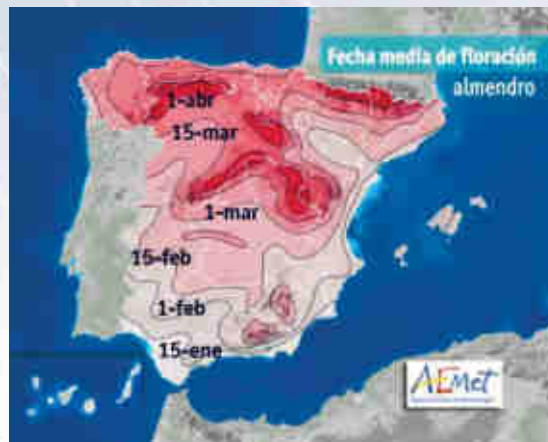 Fecha media de floración
almendro
1-abr
15-mar
1-mar
15-feb
1-feb
15-ene
AEMet